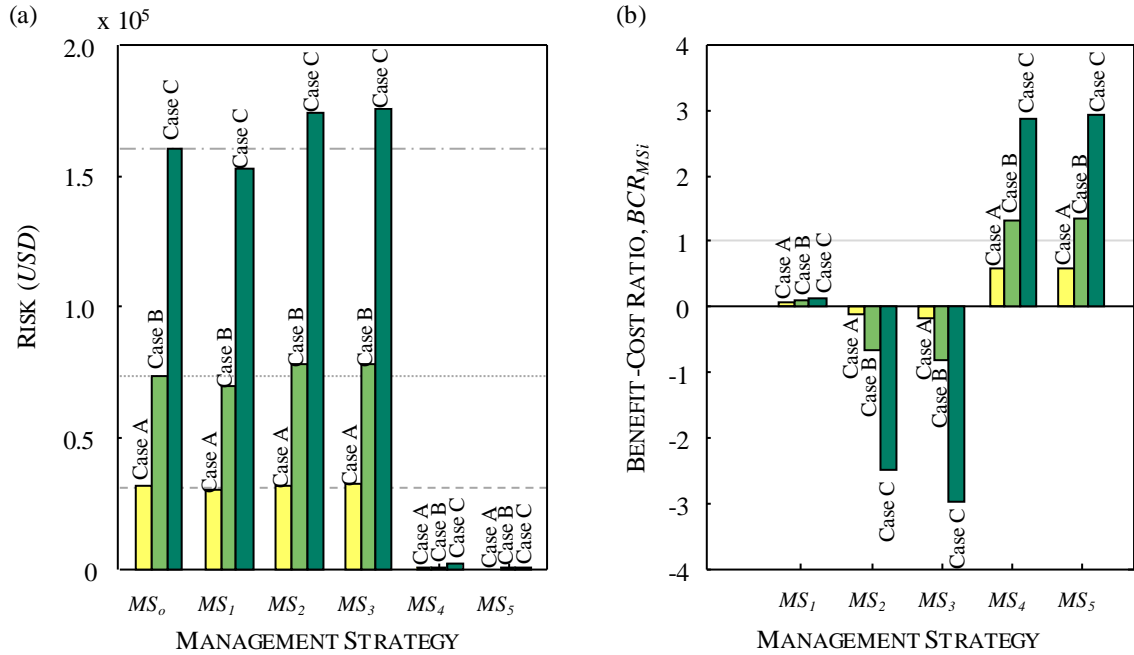 (a)
x 10⁵
2.0
1.5
1.0
0.5
0
RISK (USD)
Case A
Case B
Case C
Case A
Case B
Case C
Case A
Case B
Case C
Case A
Case B
Case C
Case A
Case B
Case C
Case A
Case B
Case C
MSₒ MS₁ MS₂ MS₃ MS₄ MS₅
MANAGEMENT STRATEGY
(b)
4
3
2
1
0
-1
-2
-3
-4
BENEFIT-COST RATIO, BCR_MSi
Case A
Case B
Case C
Case A
Case B
Case C
Case A
Case B
Case C
Case A
Case B
Case C
Case A
Case B
Case C
MS₁ MS₂ MS₃ MS₄ MS₅
MANAGEMENT STRATEGY